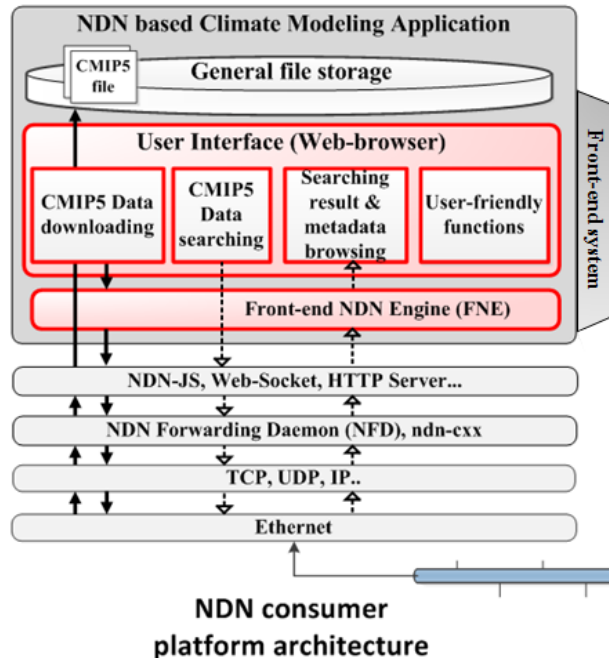 NDN based Climate Modeling Application
CMIP5
file
General file storage
User Interface (Web-browser)
CMIP5 Data
downloading
CMIP5
Data
searching
Searching
result &
metadata
browsing
User-friendly
functions
Front-end NDN Engine (FNE)
Front-end system
NDN-JS, Web-Socket, HTTP Server...
NDN Forwarding Daemon (NFD), ndn-cxx
TCP, UDP, IP..
Ethernet
NDN consumer
platform architecture